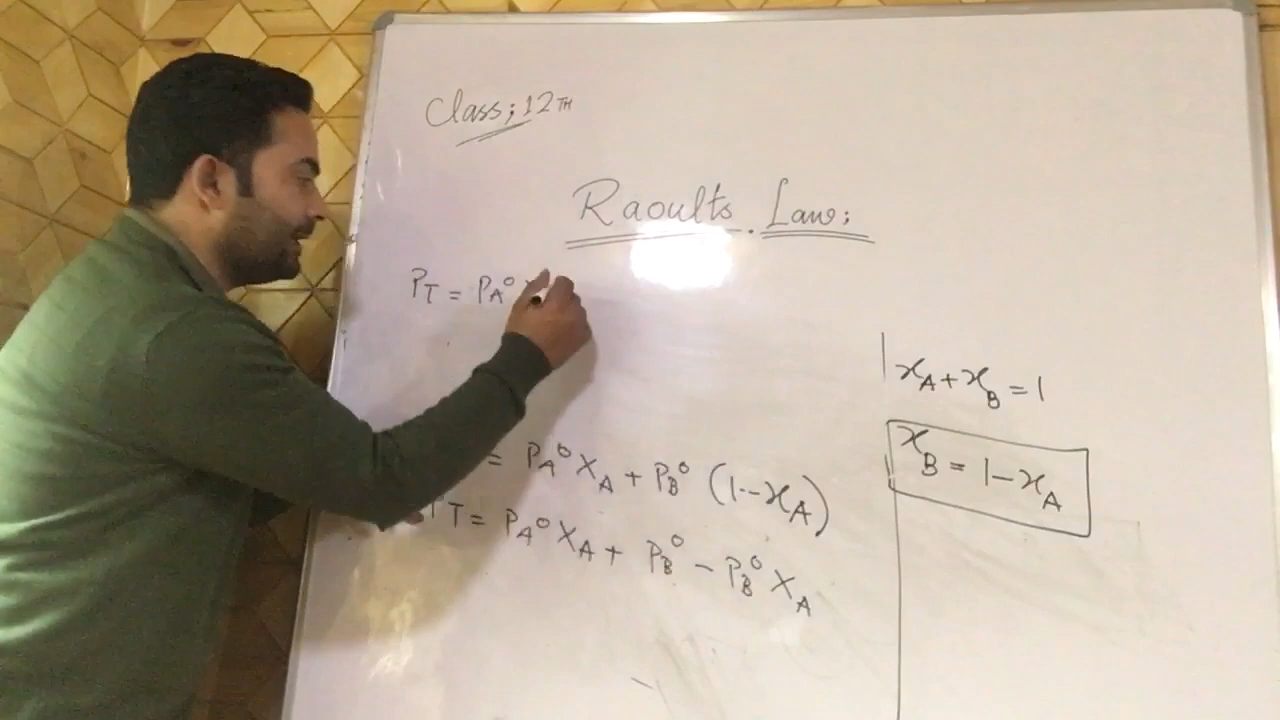 Class; 12TH
Raoults Law:
PT = PA°
= PA° XA + PB° (1-xA)
T = PA° XA + PB° - PB° XA
xA + xB = 1
xB = 1-xA